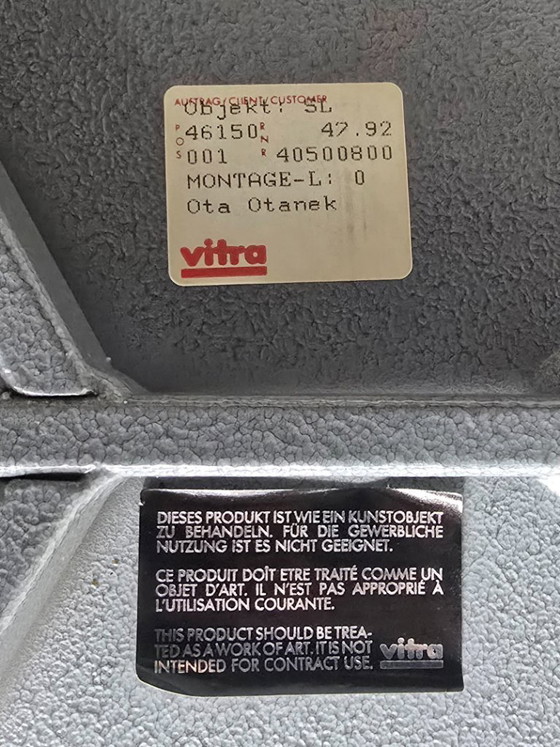 AUFTRAG/CLIENT/CUSTOMER
Objekt: SL
P 46150 R 47.92
O N
S 001 R 40500800
MONTAGE-L: 0
Ota Otanek
vitra
DIESES PRODUKT IST WIE EIN KUNSTOBJEKT
ZU BEHANDELN. FÜR DIE GEWERBLICHE
NUTZUNG IST ES NICHT GEEIGNET.
CE PRODUIT DOÎT ETRE TRAITÉ COMME UN
OBJET D'ART. IL N'EST PAS APPROPRIÉ À
L'UTILISATION COURANTE.
THIS PRODUCT SHOULD BE TREA-
TED AS A WORK OF ART. IT IS NOT
INTENDED FOR CONTRACT USE.
vitra